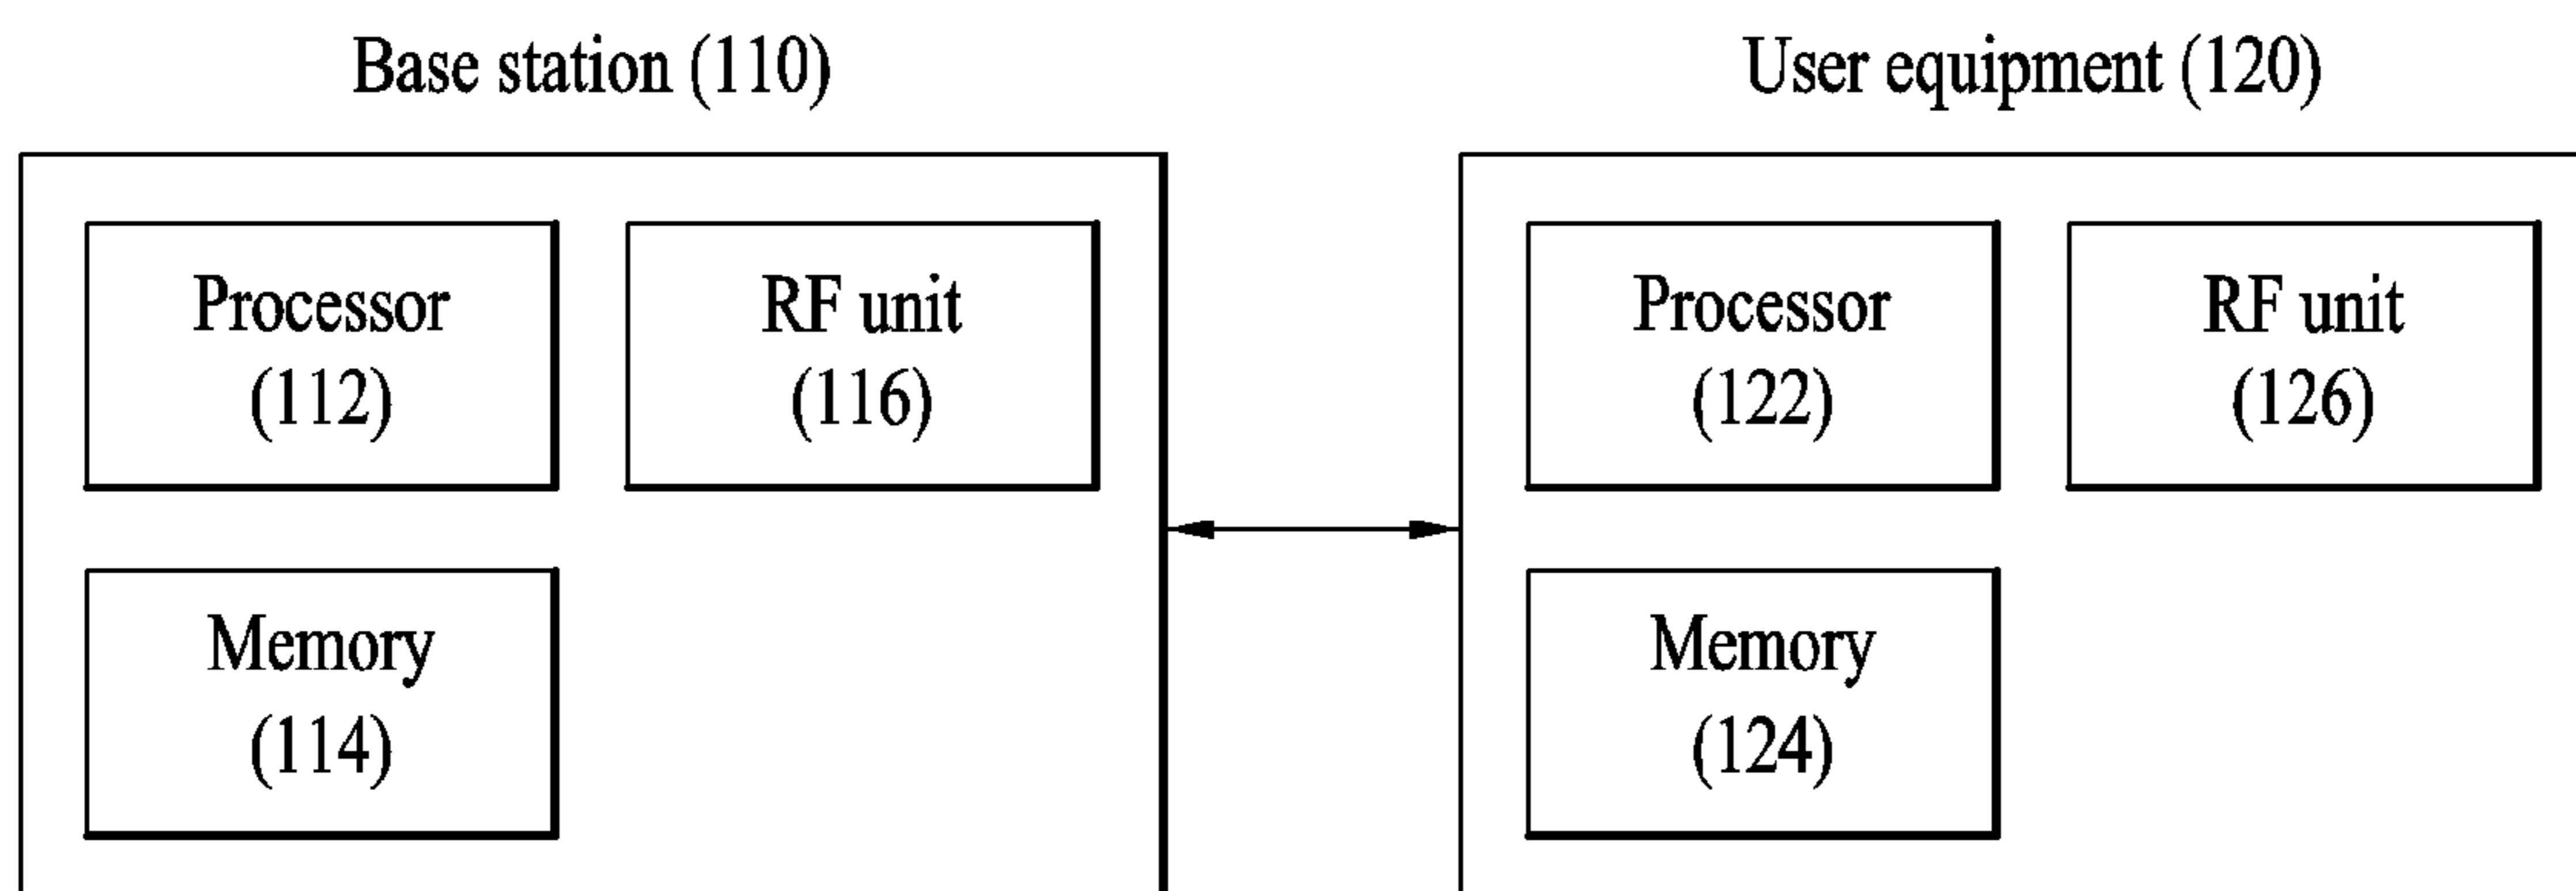 Base station (110)
Processor
(112)
RF unit
(116)
Memory
(114)
User equipment (120)
Processor
(122)
RF unit
(126)
Memory
(124)